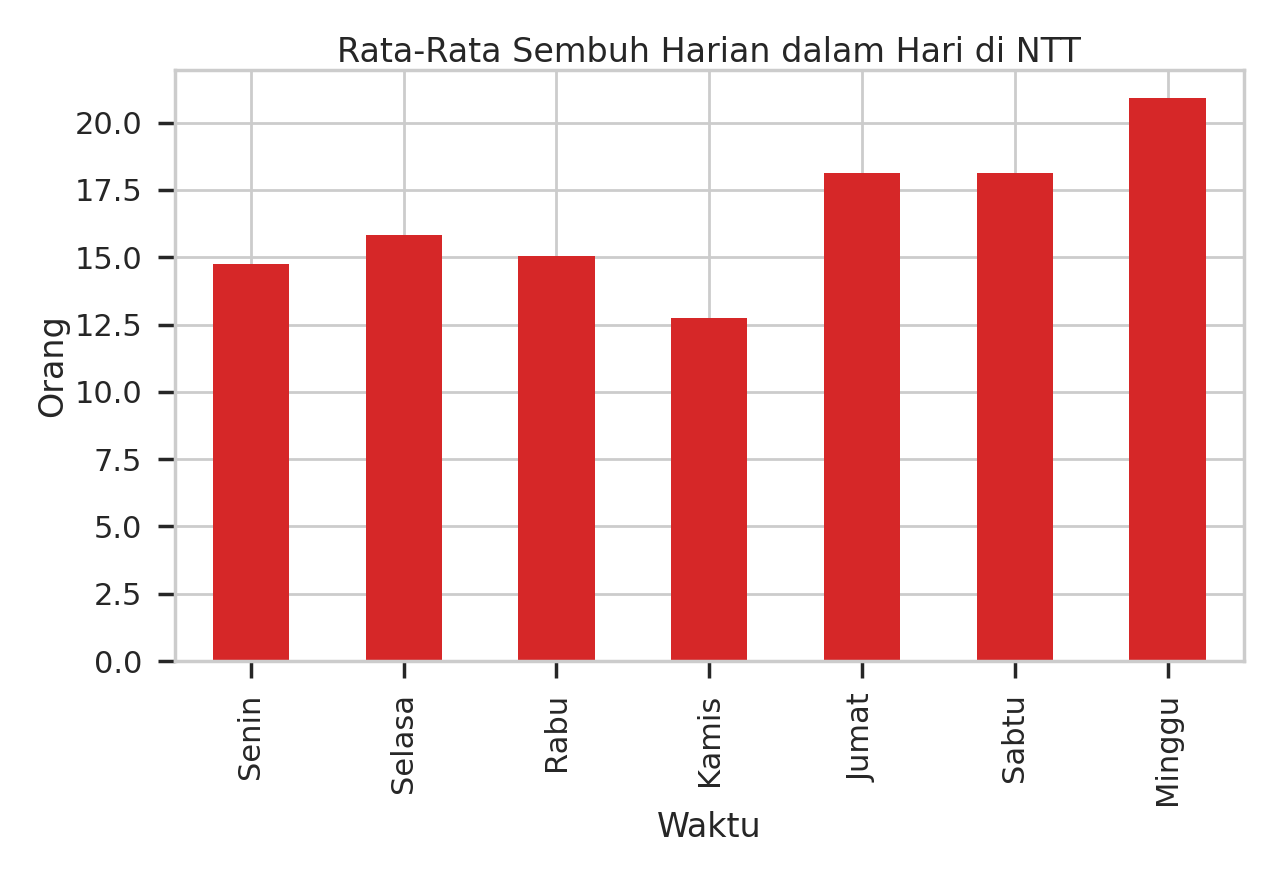 Rata-Rata Sembuh Harian dalam Hari di NTT
Orang
20.0
17.5
15.0
12.5
10.0
7.5
5.0
2.5
0.0
Senin
Selasa
Rabu
Kamis
Jumat
Sabtu
Minggu
Waktu